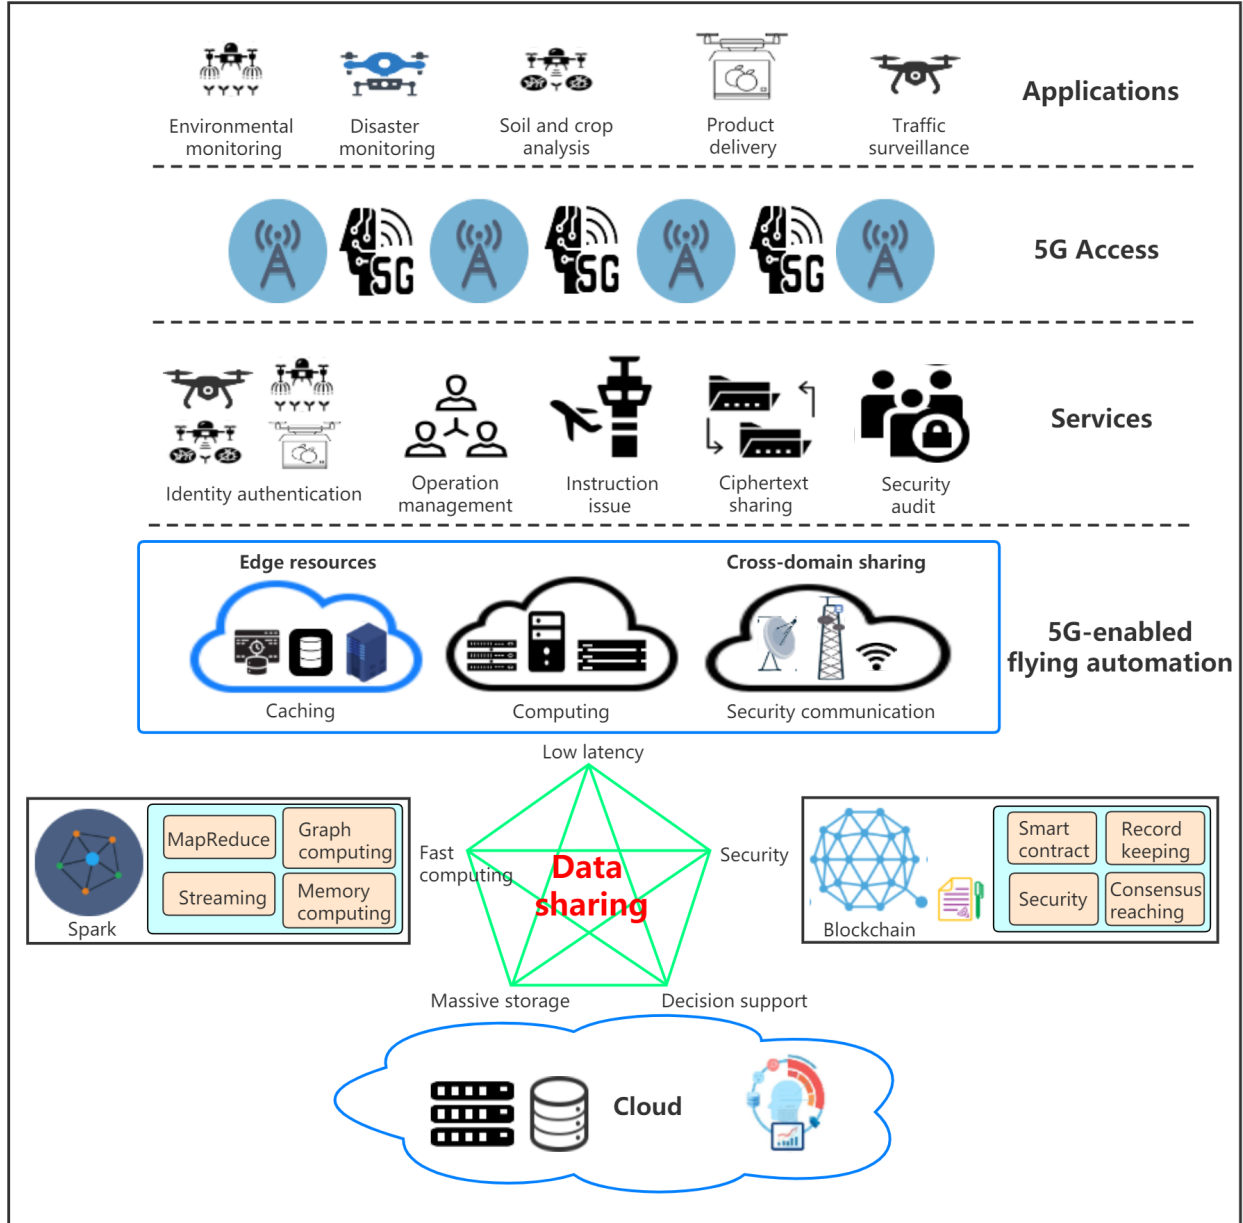 Environmental
monitoring
Disaster
monitoring
Soil and crop
analysis
Product
delivery
Traffic
surveillance
Applications
5G
5G
5G
5G Access
Identity authentication
Operation
management
Instruction
issue
Ciphertext
sharing
Security
audit
Services
Edge resources
Cross-domain sharing
Caching
Computing
Security communication
5G-enabled
flying automation
Low latency
Fast
computing
Security
Massive storage
Decision support
Data
sharing
Spark
MapReduce
Graph
computing
Streaming
Memory
computing
Blockchain
Smart
contract
Record
keeping
Security
Consensus
reaching
Cloud